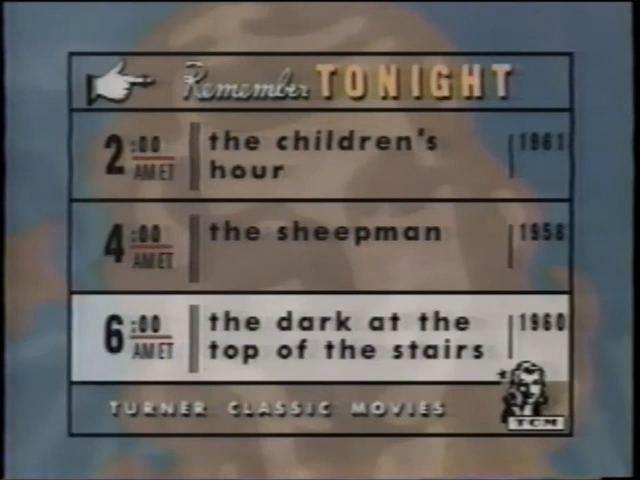 Remember TONIGHT
2:00 AM ET the children's hour 1961
4:00 AM ET the sheepman 1958
6:00 AM ET the dark at the top of the stairs 1960
TURNER CLASSIC MOVIES
TCM